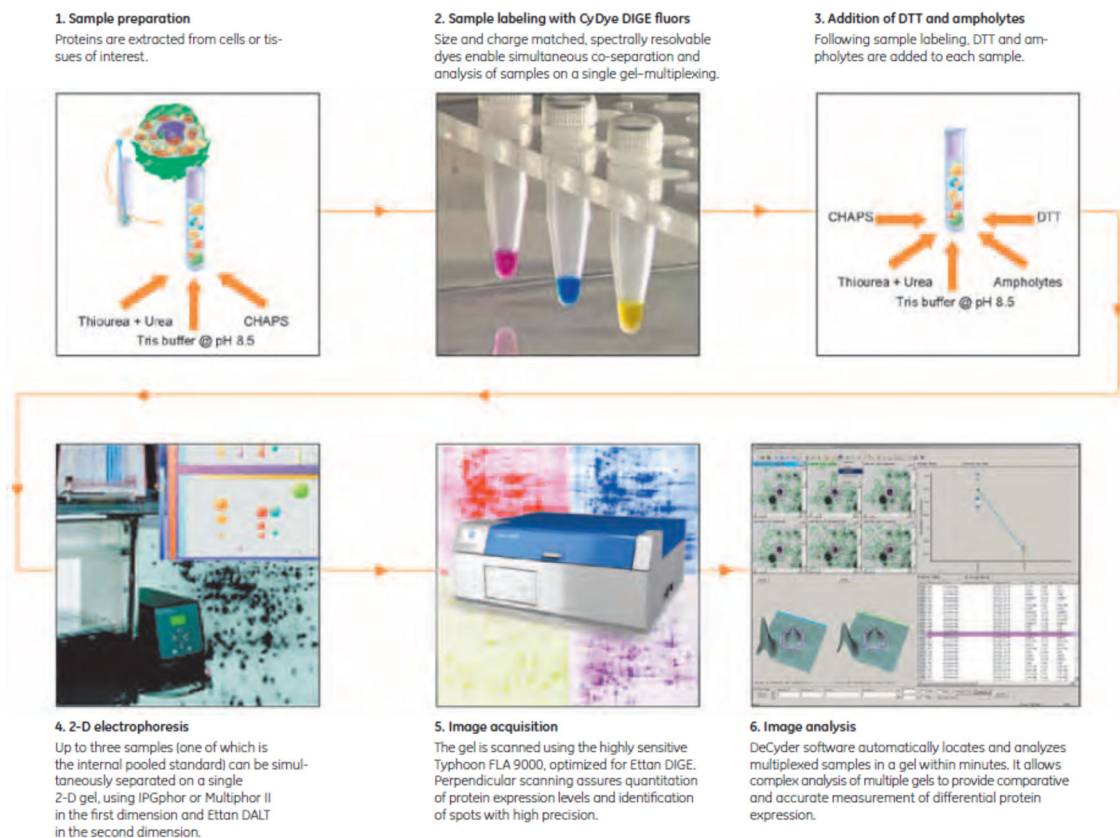 1. Sample preparation
Proteins are extracted from cells or tis-
sues of interest.
2. Sample labeling with CyDye DIGE fluors
Size and charge matched, spectrally resolvable
dyes enable simultaneous co-separation and
analysis of samples on a single gel–multiplexing.
3. Addition of DTT and ampholytes
Following sample labeling, DTT and am-
pholytes are added to each sample.
Thiourea + Urea
CHAPS
Tris buffer @ pH 8.5
CHAPS
DTT
Thiourea + Urea
Ampholytes
Tris buffer @ pH 8.5
4. 2-D electrophoresis
Up to three samples (one of which is
the internal pooled standard) can be simul-
taneously separated on a single
2-D gel, using IPGphor or Multiphor II
in the first dimension and Ettan DALT
in the second dimension.
5. Image acquisition
The gel is scanned using the highly sensitive
Typhoon FLA 9000, optimized for Ettan DIGE.
Perpendicular scanning assures quantitation
of protein expression levels and identification
of spots with high precision.
6. Image analysis
DeCyder software automatically locates and analyzes
multiplexed samples in a gel within minutes. It allows
complex analysis of multiple gels to provide comparative
and accurate measurement of differential protein
expression.